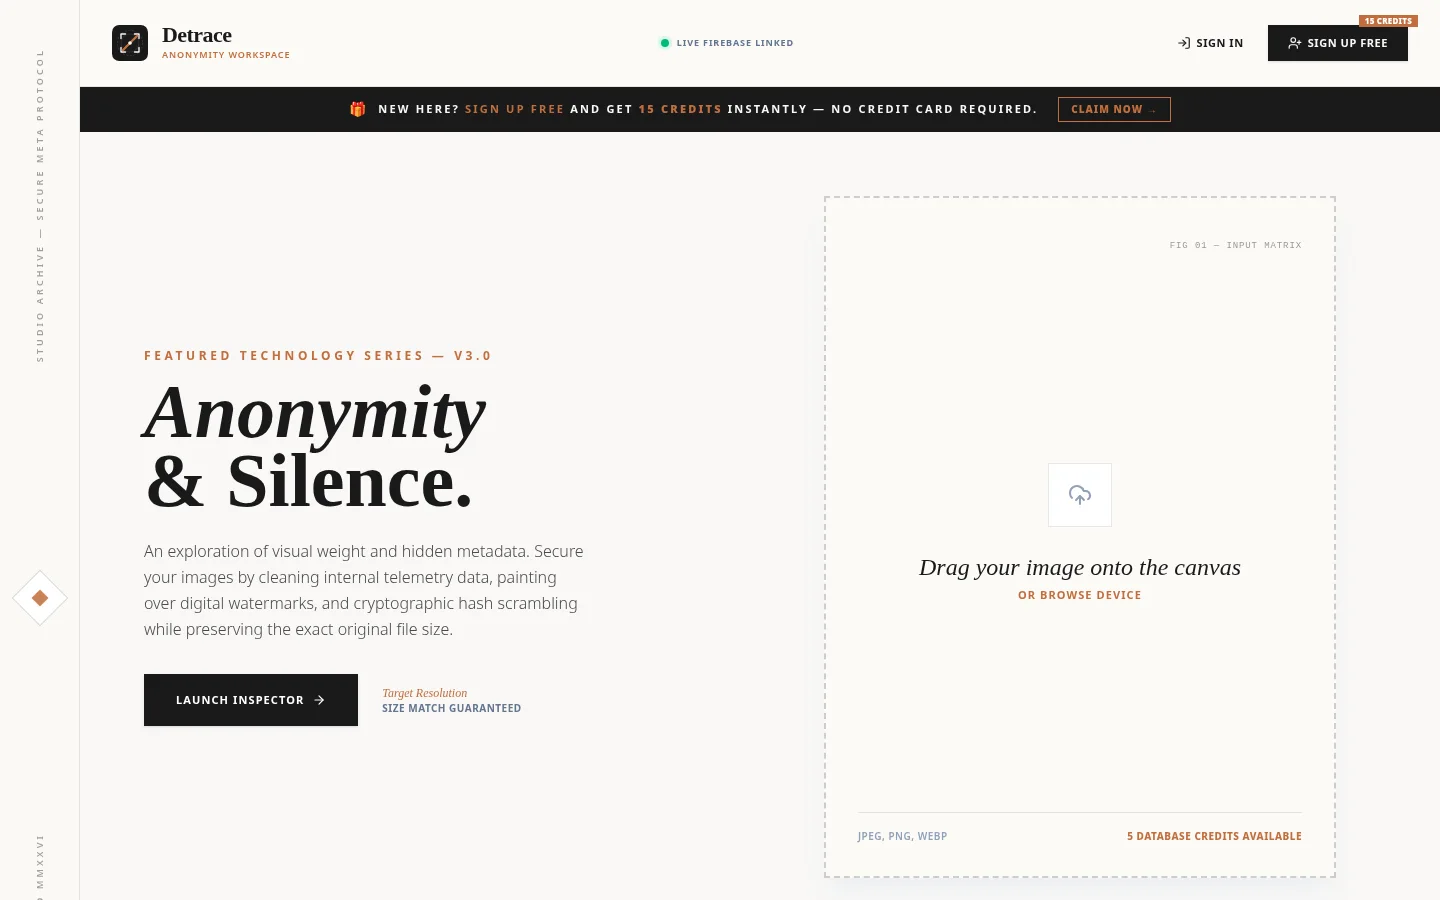 STUDIO ARCHIVE — SECURE META PROTOCOL
MMXXVI
Detrace
ANONYMITY WORKSPACE
LIVE FIREBASE LINKED
SIGN IN
SIGN UP FREE
15 CREDITS
NEW HERE? SIGN UP FREE AND GET 15 CREDITS INSTANTLY — NO CREDIT CARD REQUIRED.
CLAIM NOW →
FEATURED TECHNOLOGY SERIES — V3.0
Anonymity
& Silence.
An exploration of visual weight and hidden metadata. Secure
your images by cleaning internal telemetry data, painting
over digital watermarks, and cryptographic hash scrambling
while preserving the exact original file size.
LAUNCH INSPECTOR →
Target Resolution
SIZE MATCH GUARANTEED
FIG 01 — INPUT MATRIX
Drag your image onto the canvas
OR BROWSE DEVICE
JPEG, PNG, WEBP
5 DATABASE CREDITS AVAILABLE